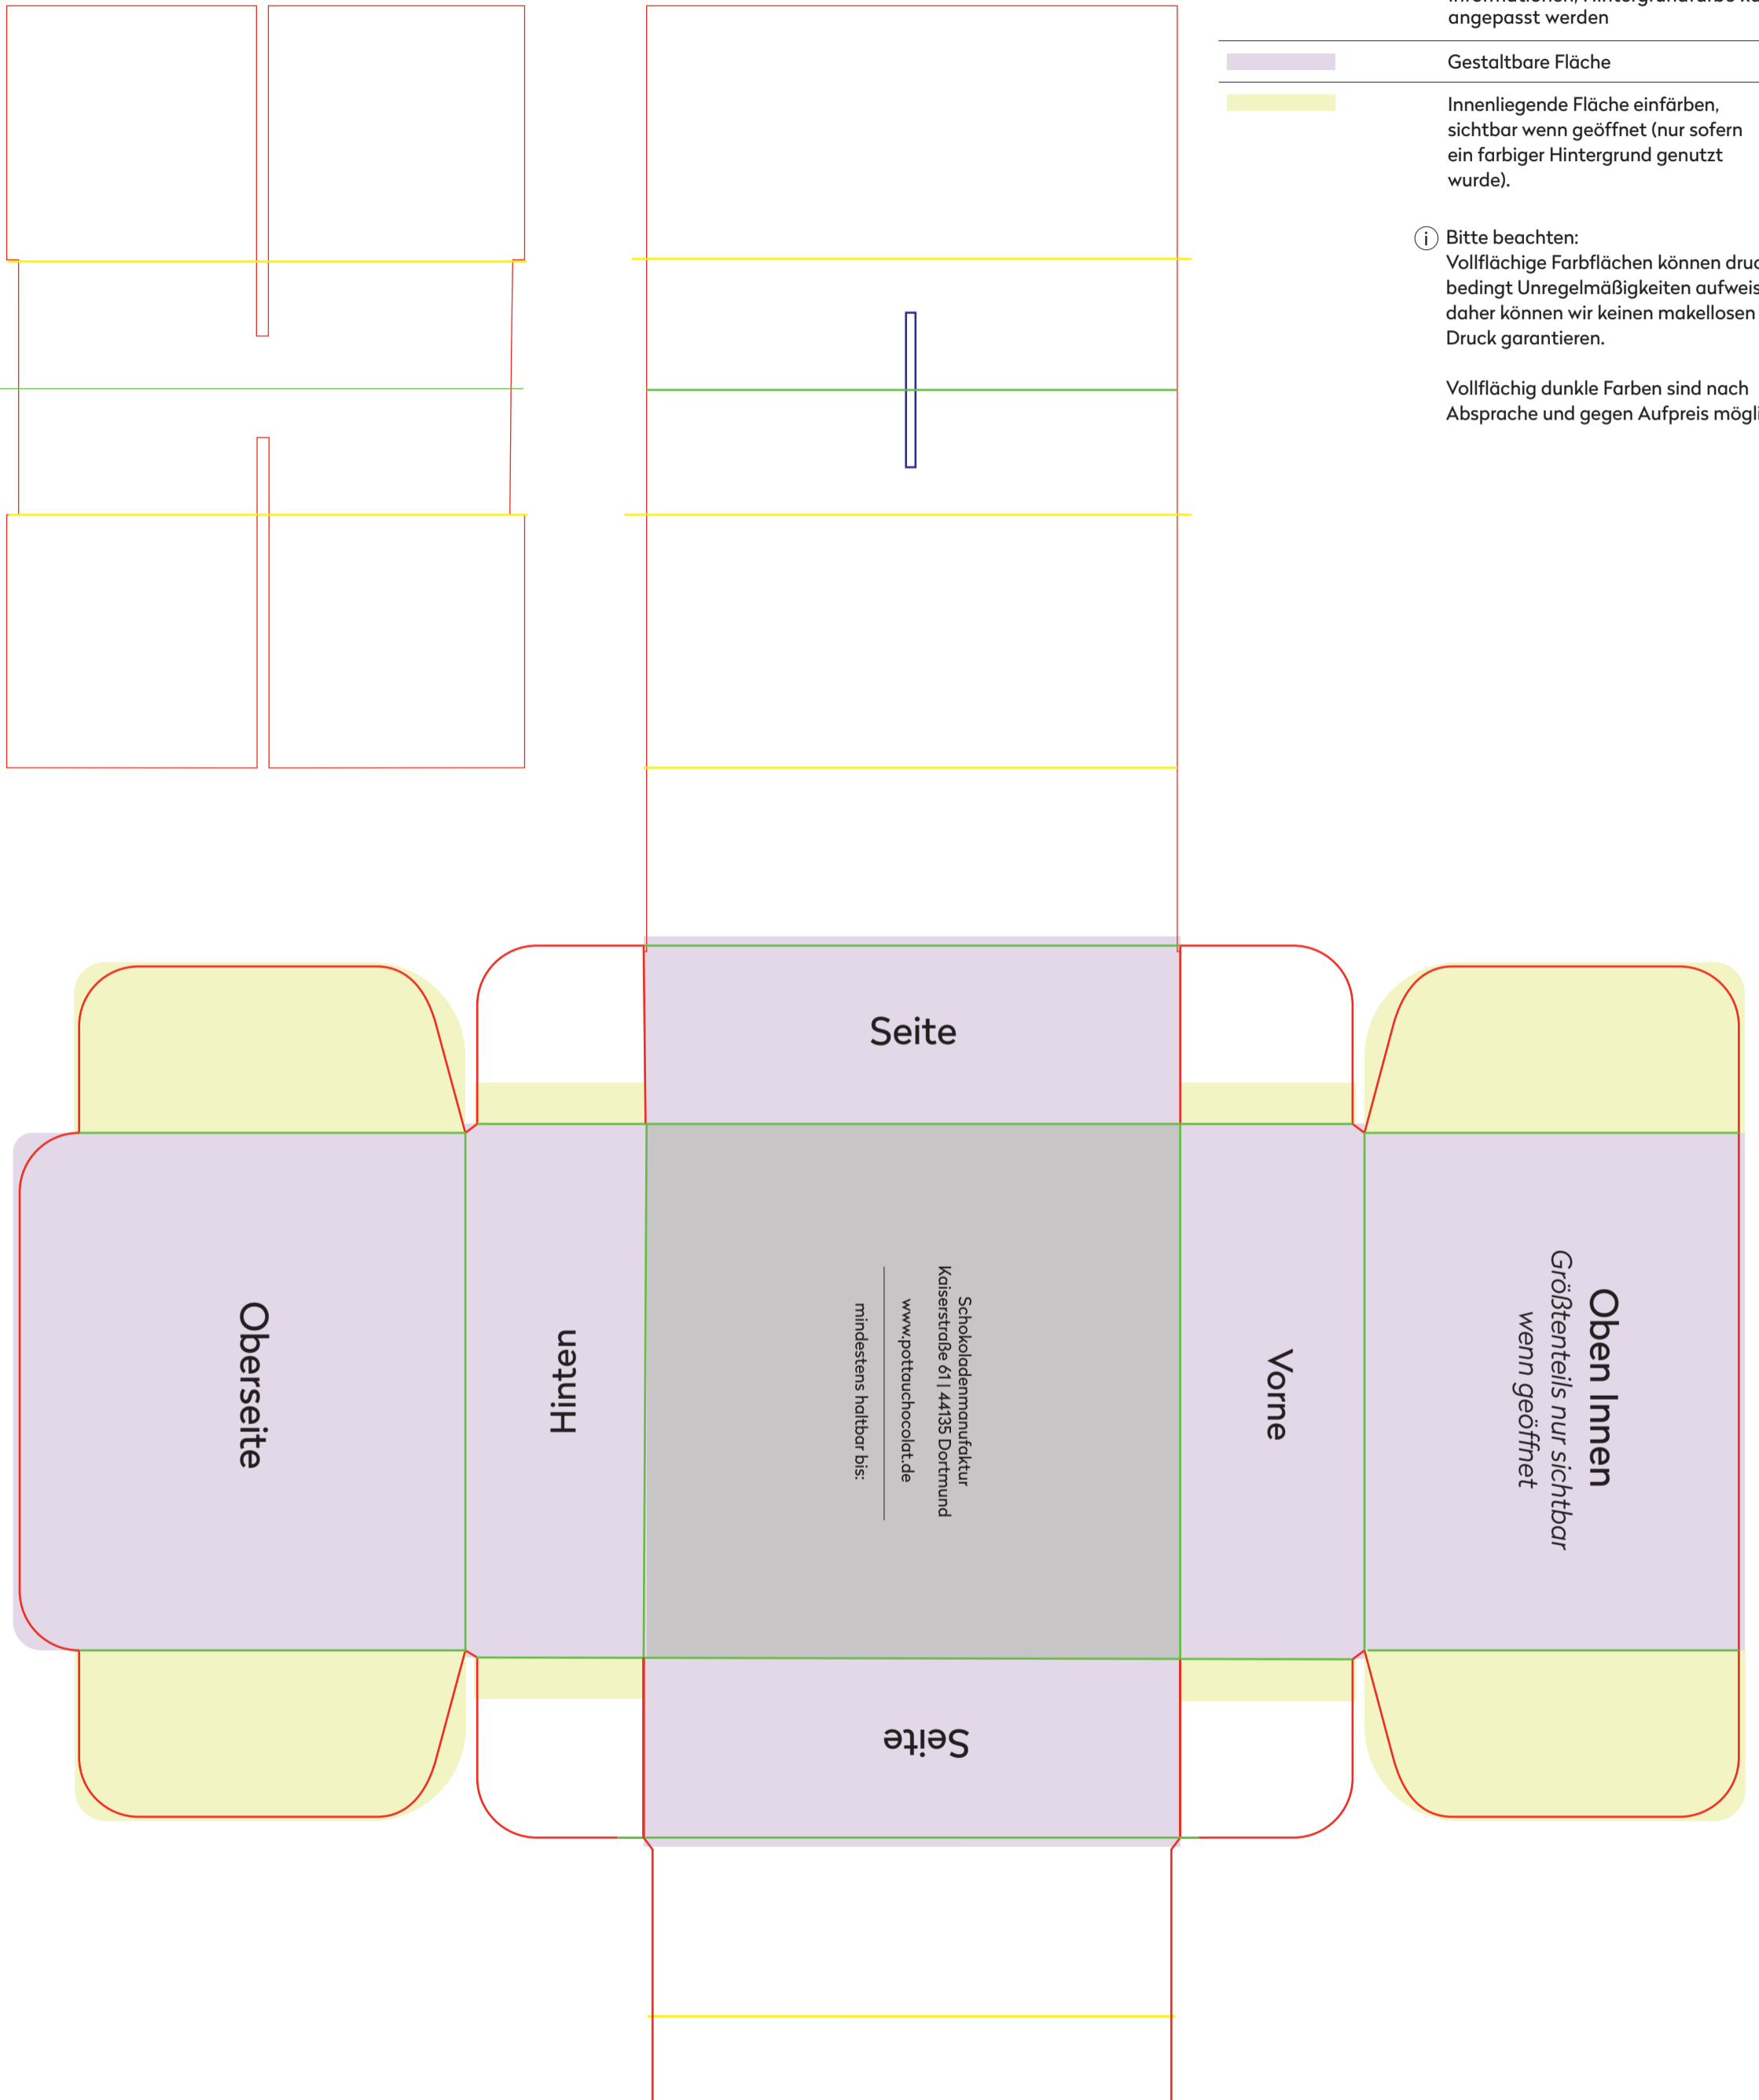 angepasst werden
Gestaltbare Fläche
Innenliegende Fläche einfärben,
sichtbar wenn geöffnet (nur sofern
ein farbiger Hintergrund genutzt
wurde).
i Bitte beachten:
Vollflächige Farbflächen können druc
bedingt Unregelmäßigkeiten aufweis
daher können wir keinen makellosen
Druck garantieren.
Vollflächig dunkle Farben sind nach
Absprache und gegen Aufpreis mögli
Seite
Oberseite
Hinten
Schokoladenmanufaktur
Kaiserstraße 61 | 44135 Dortmund
www.pottauchocolat.de
mindestens haltbar bis:
Vorne
Oben Innen
Größtenteils nur sichtbar
wenn geöffnet
Seite